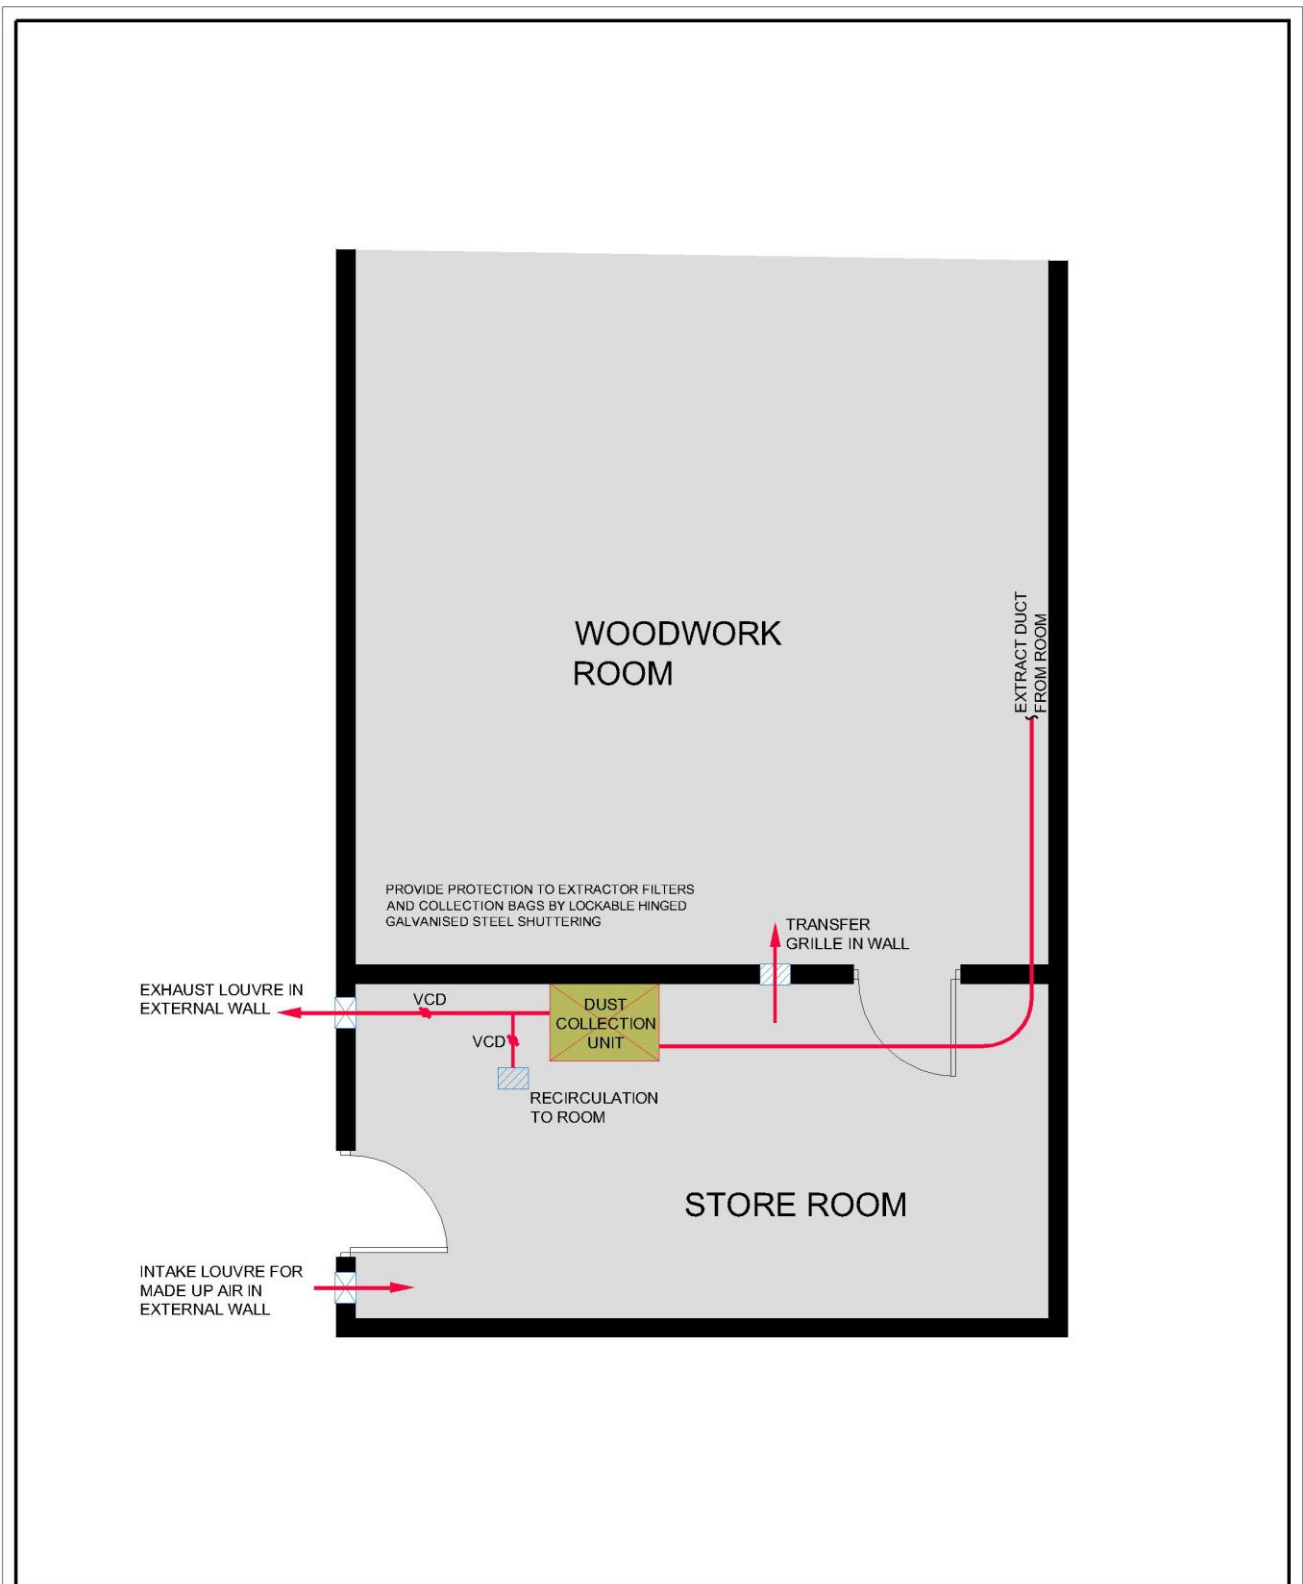 WOODWORK
ROOM
EXTRACT DUCT
FROM ROOM
PROVIDE PROTECTION TO EXTRACTOR FILTERS
AND COLLECTION BAGS BY LOCKABLE HINGED
GALVANISED STEEL SHUTTERING
TRANSFER
GRILLE IN WALL
EXHAUST LOUVRE IN
EXTERNAL WALL
VCD
DUST
COLLECTION
UNIT
VCD
RECIRCULATION
TO ROOM
STORE ROOM
INTAKE LOUVRE FOR
MADE UP AIR IN
EXTERNAL WALL